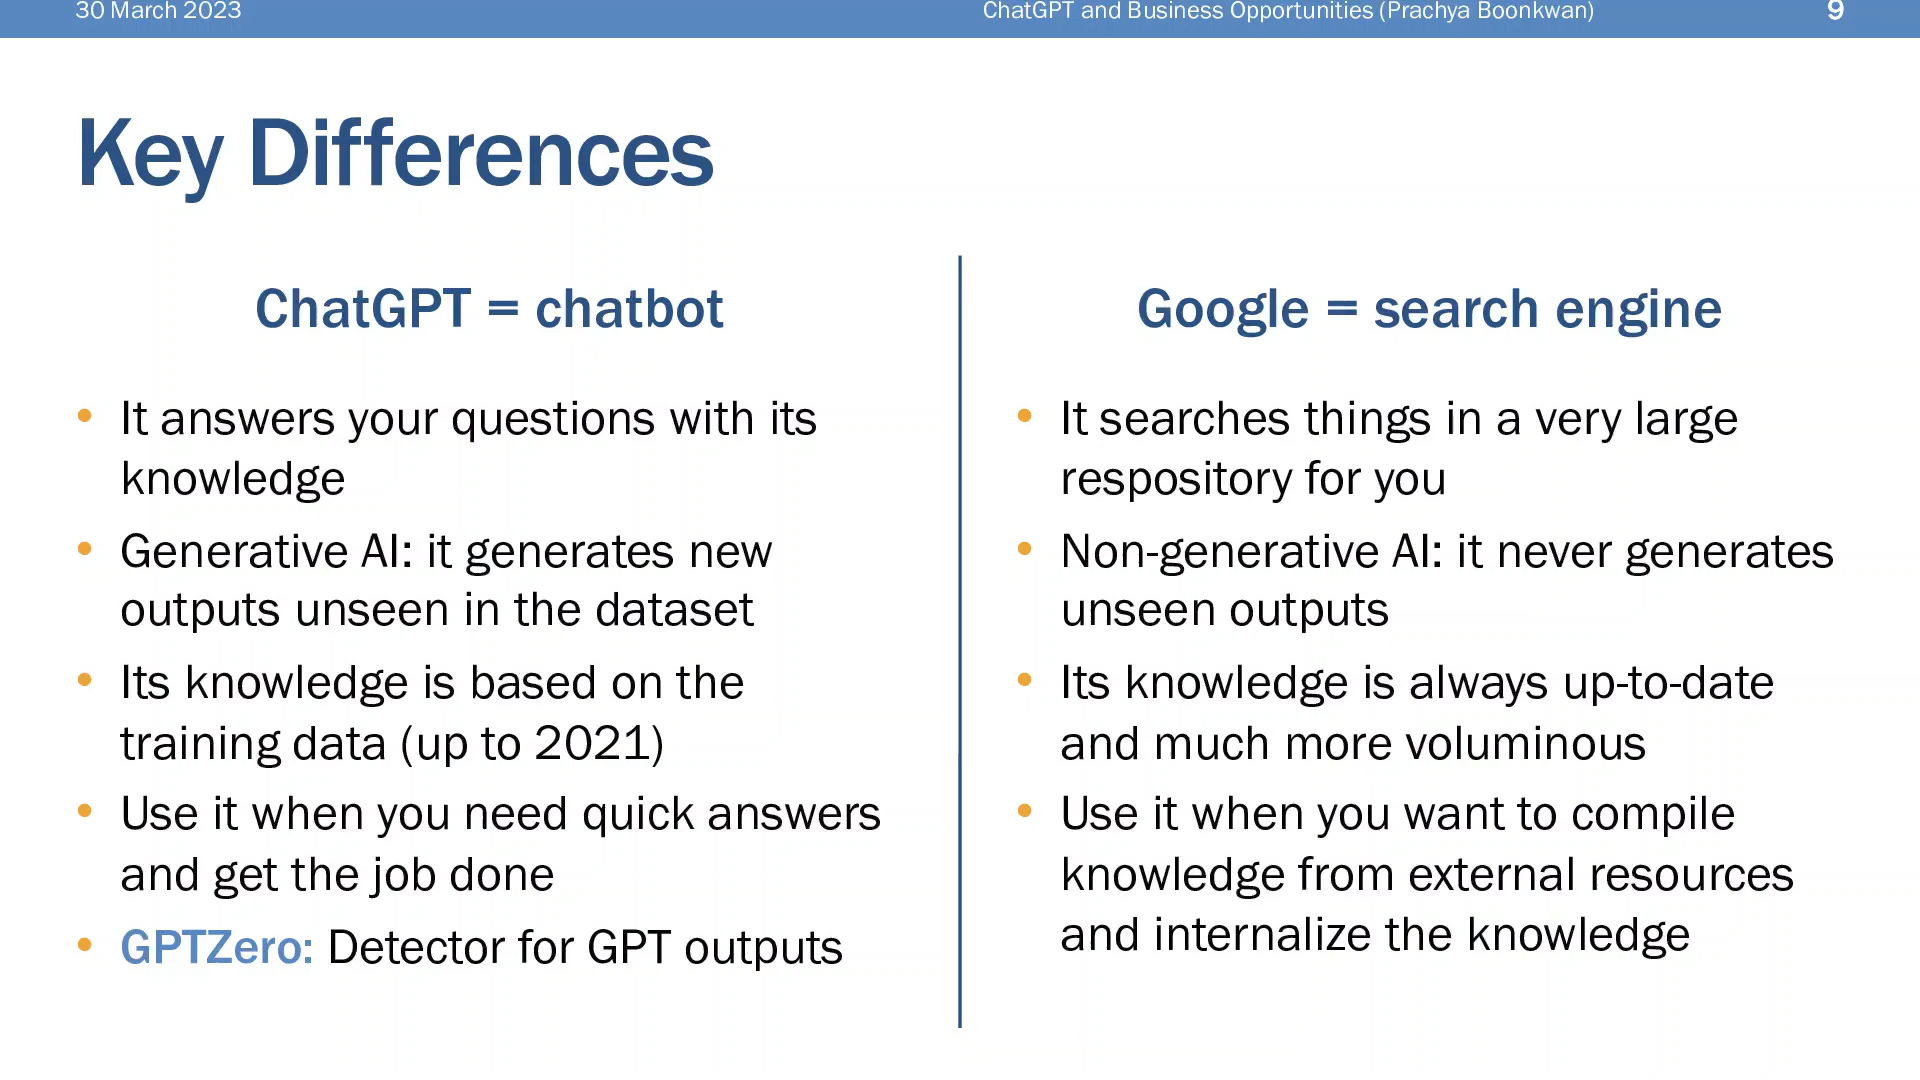 30 March 2023
ChatGPT and Business Opportunities (Prachya Boonkwan)
9
Key Differences
ChatGPT = chatbot
• It answers your questions with its
knowledge
• Generative AI: it generates new
outputs unseen in the dataset
• Its knowledge is based on the
training data (up to 2021)
• Use it when you need quick answers
and get the job done
• GPTZero: Detector for GPT outputs
Google = search engine
• It searches things in a very large
respository for you
• Non-generative AI: it never generates
unseen outputs
• Its knowledge is always up-to-date
and much more voluminous
• Use it when you want to compile
knowledge from external resources
and internalize the knowledge